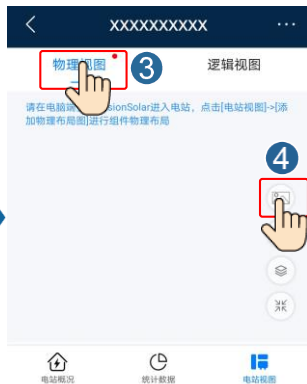 XXXXXXXXXX
物理视图 3 逻辑视图
请在电脑端 sionSolar进入电站，点击[电站视图]->[添
加物理布局图]进行组件物理布局
4
电站概况 统计数据 电站视图